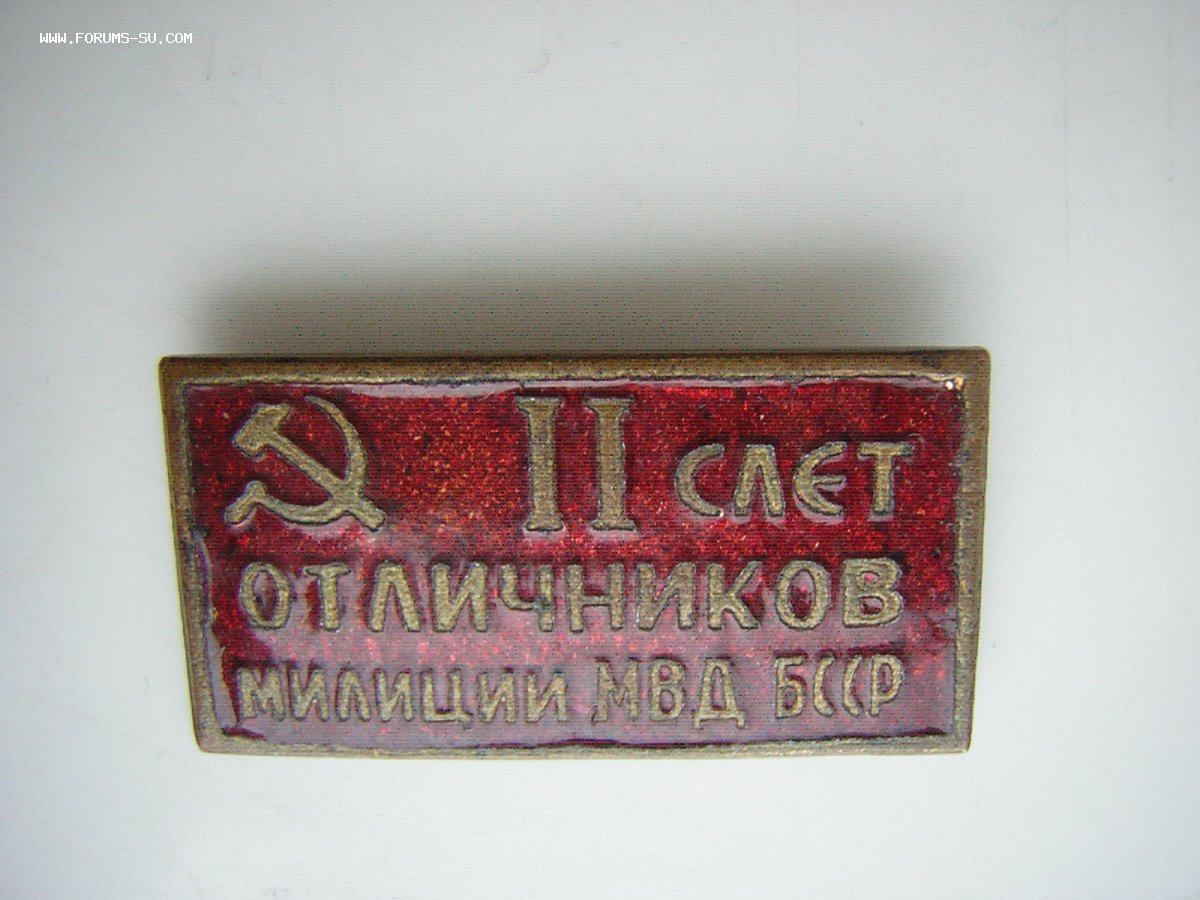 WWW.FORUMS-SU.COM
II СЛЕТ
ОТЛИЧНИКОВ
МИЛИЦИИ МВД БССР